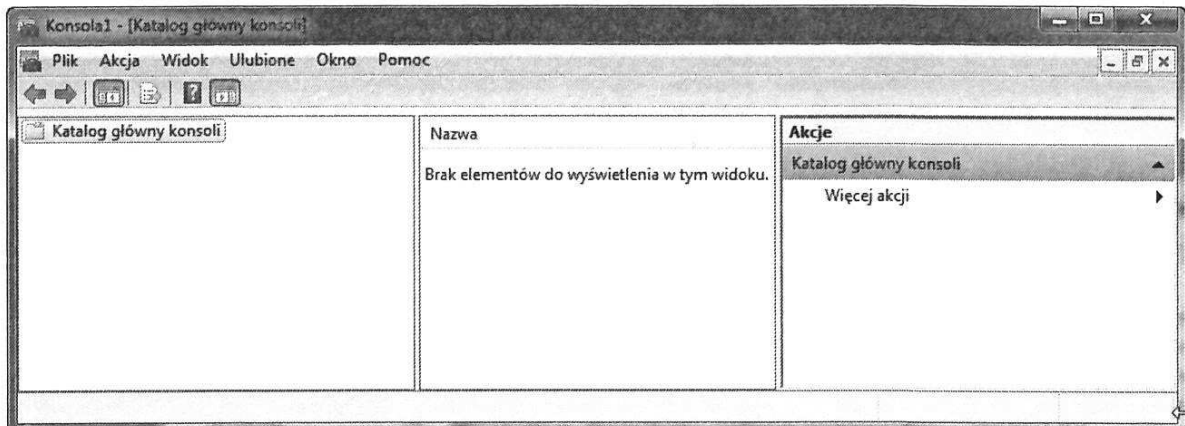 Konsola1 - [Katalog główny konsoli]
Plik Akcja Widok Ulubione Okno Pomoc
Katalog główny konsoli
Nazwa
Brak elementów do wyświetlenia w tym widoku.
Akcje
Katalog główny konsoli
Więcej akcji